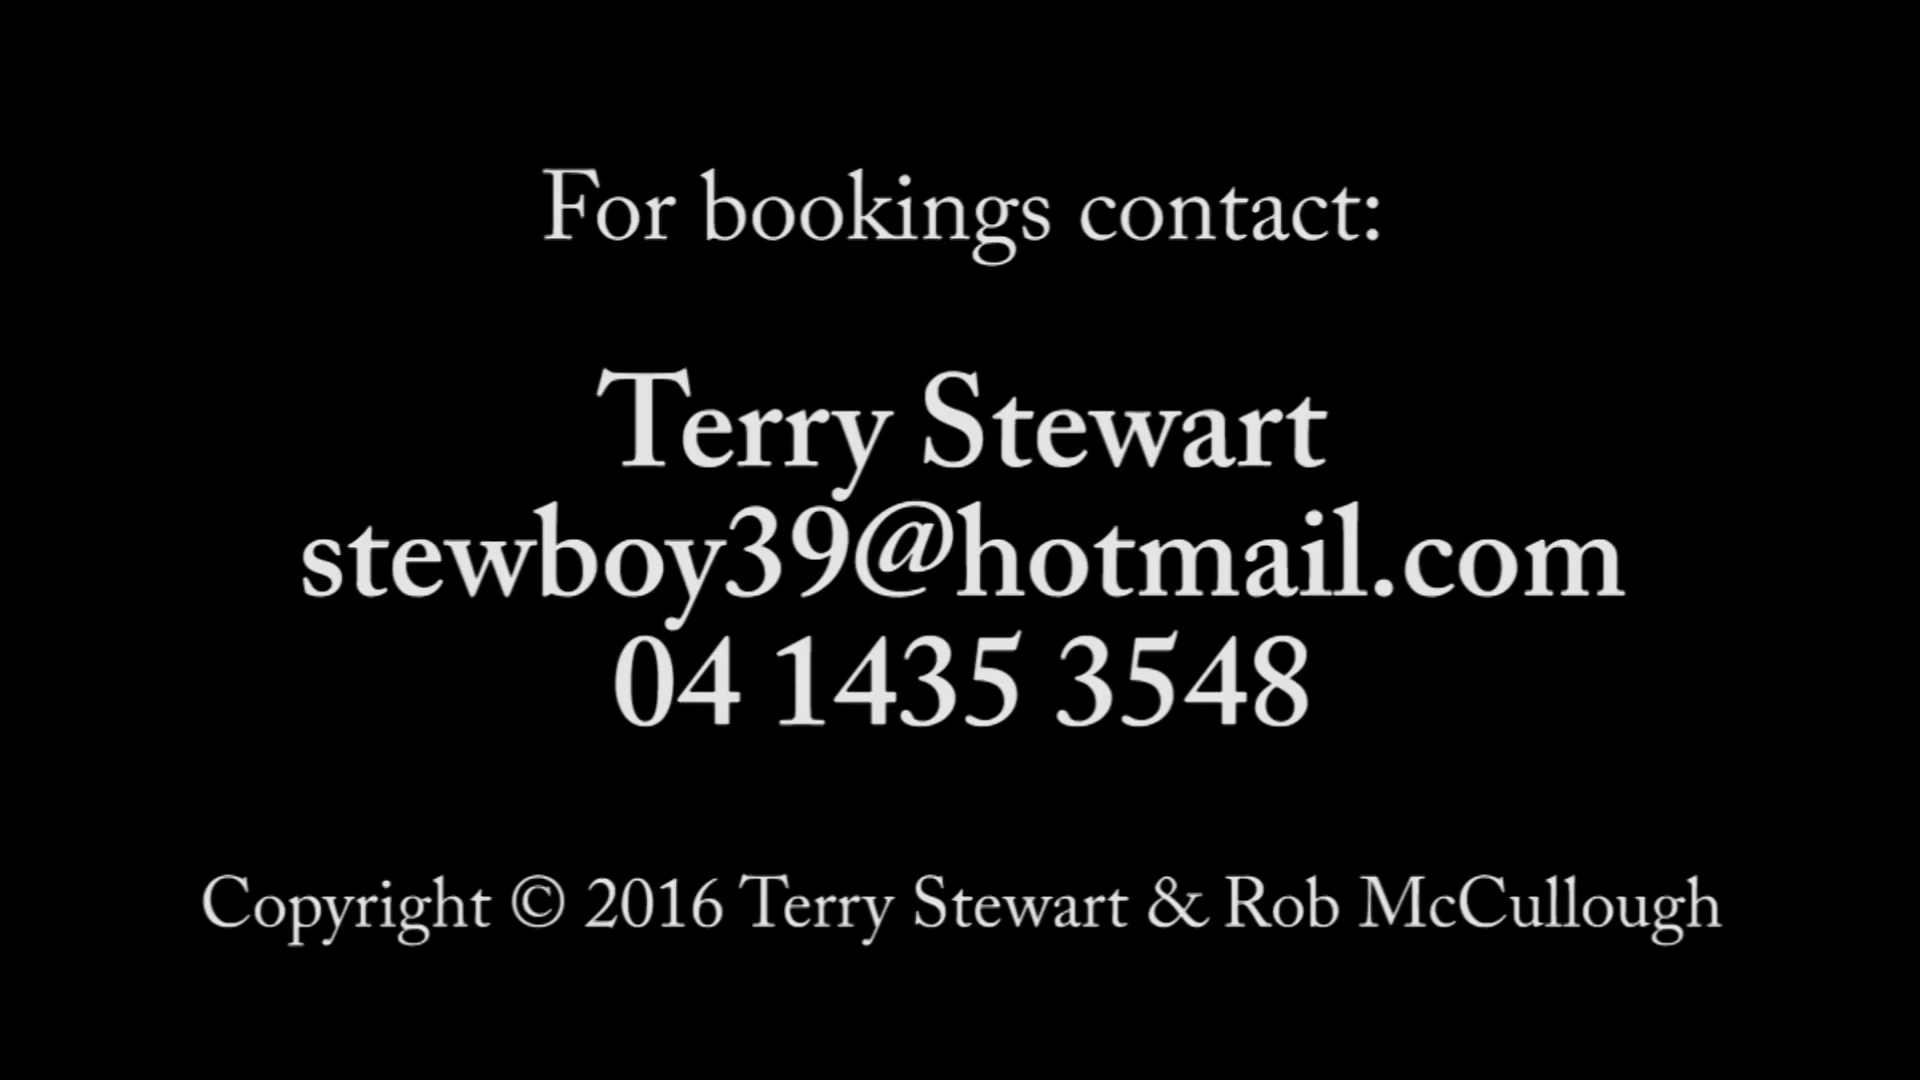 For bookings contact:
Terry Stewart
stewboy39@hotmail.com
04 1435 3548
Copyright © 2016 Terry Stewart & Rob McCullough